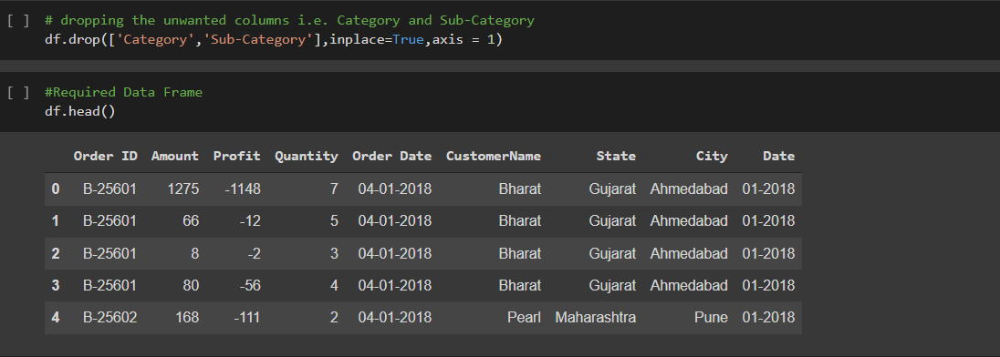 [ ] # dropping the unwanted columns i.e. Category and Sub-Category
df.drop(['Category','Sub-Category'],inplace=True,axis = 1)
[ ] #Required Data Frame
df.head()
Order ID Amount Profit Quantity Order Date CustomerName State City Date
0 B-25601 1275 -1148 7 04-01-2018 Bharat Gujarat Ahmedabad 01-2018
1 B-25601 66 -12 5 04-01-2018 Bharat Gujarat Ahmedabad 01-2018
2 B-25601 8 -2 3 04-01-2018 Bharat Gujarat Ahmedabad 01-2018
3 B-25601 80 -56 4 04-01-2018 Bharat Gujarat Ahmedabad 01-2018
4 B-25602 168 -111 2 04-01-2018 Pearl Maharashtra Pune 01-2018